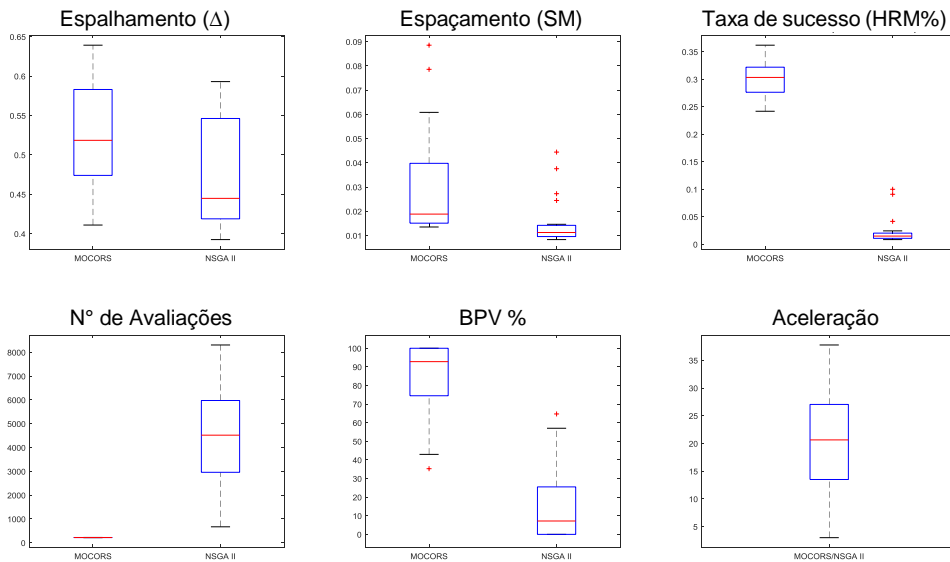 Espalhamento (Δ)
0.65
0.6
0.55
0.5
0.45
0.4
MOCORS
NSGA II
Espaçamento (SM)
0.09
0.08
0.07
0.06
0.05
0.04
0.03
0.02
0.01
MOCORS
NSGA II
Taxa de sucesso (HRM%)
0.35
0.3
0.25
0.2
0.15
0.1
0.05
0
MOCORS
NSGA II
N° de Avaliações
8000
7000
6000
5000
4000
3000
2000
1000
0
MOCORS
NSGA II
BPV %
100
90
80
70
60
50
40
30
20
10
0
MOCORS
NSGA II
Aceleração
35
30
25
20
15
10
5
MOCORS/NSGA II